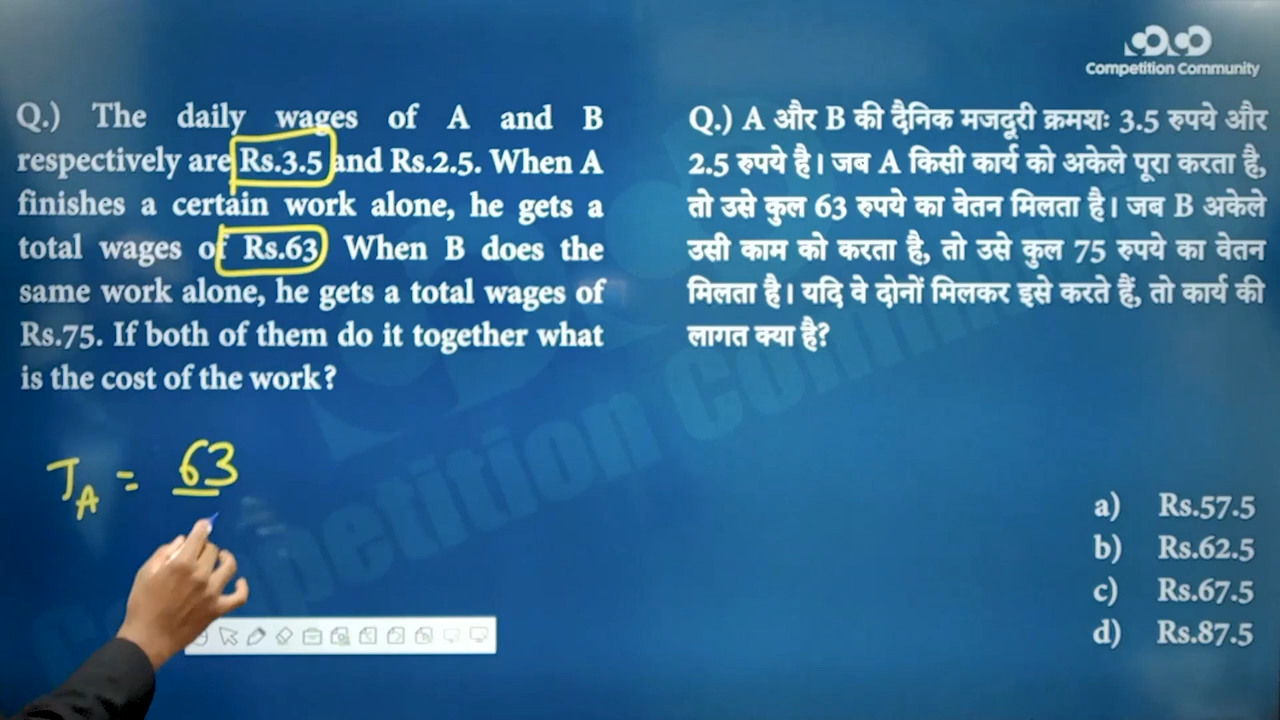 Competition Community
Q.) The daily wages of A and B
respectively are Rs.3.5 and Rs.2.5. When A
finishes a certain work alone, he gets a
total wages of Rs.63 When B does the
same work alone, he gets a total wages of
Rs.75. If both of them do it together what
is the cost of the work?
Q.) A और B की दैनिक मजदूरी क्रमशः 3.5 रुपये और
2.5 रुपये है। जब A किसी कार्य को अकेले पूरा करता है,
तो उसे कुल 63 रुपये का वेतन मिलता है। जब B अकेले
उसी काम को करता है, तो उसे कुल 75 रुपये का वेतन
मिलता है। यदि वे दोनों मिलकर इसे करते हैं, तो कार्य की
लागत क्या है?
T_A = 63
a) Rs.57.5
b) Rs.62.5
c) Rs.67.5
d) Rs.87.5
Competition Community